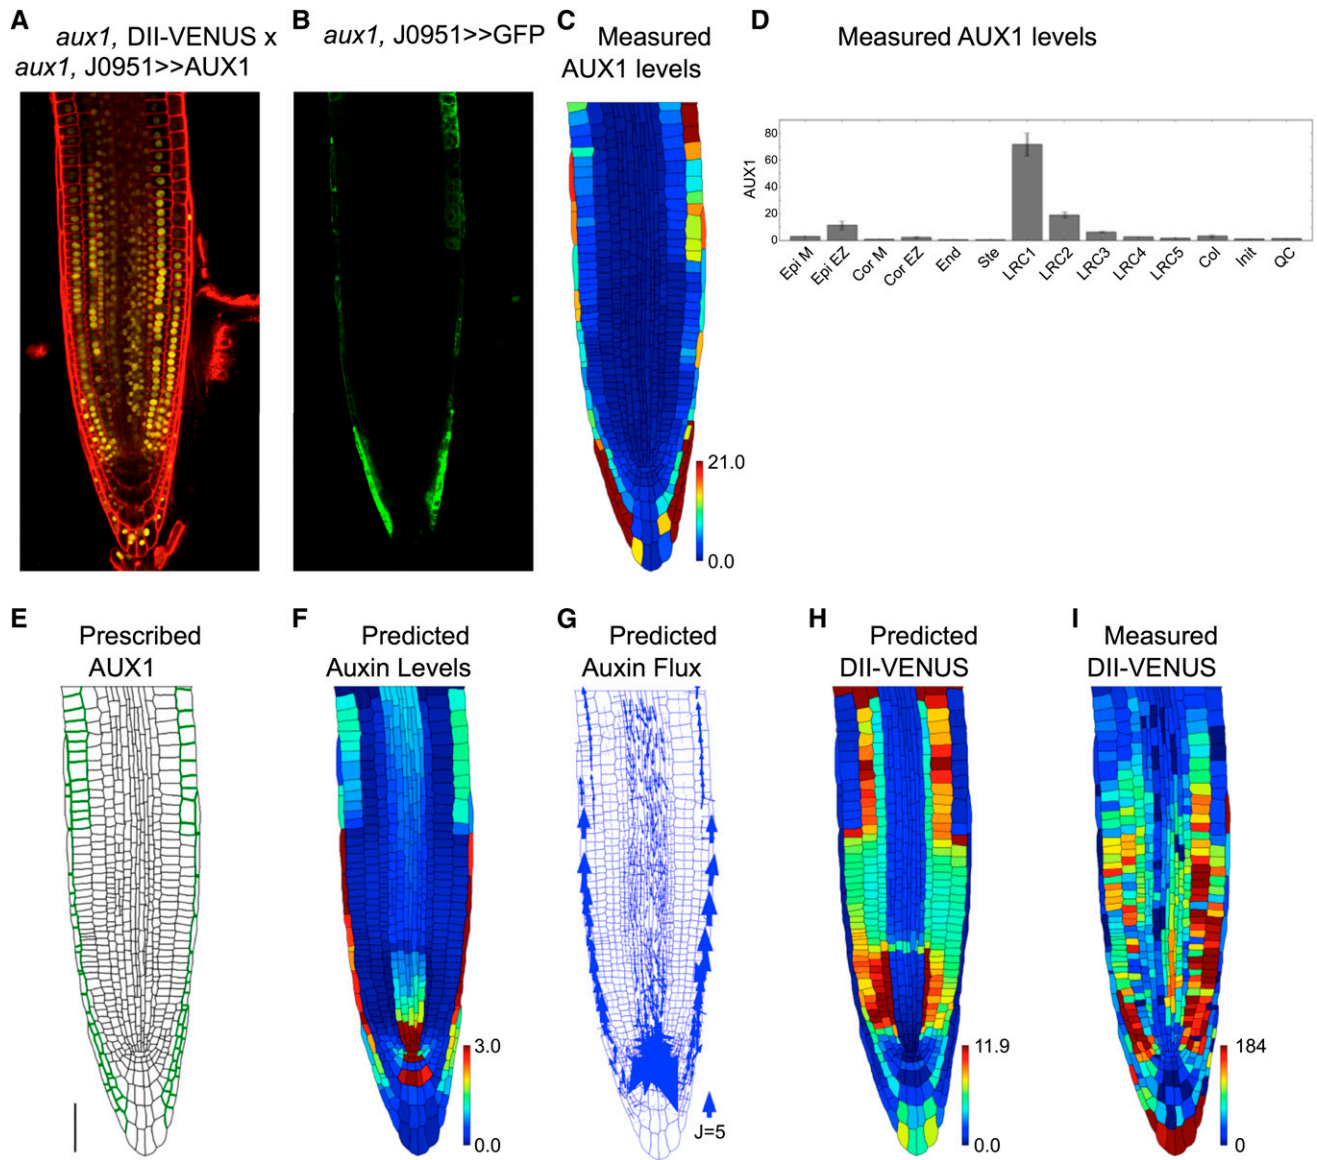 A
aux1, DII-VENUS x
aux1, J0951>>AUX1
B
aux1, J0951>>GFP
C
Measured
AUX1 levels
21.0
0.0
D
Measured AUX1 levels
AUX1
80
60
40
20
0
Epi M
Epi EZ
Cor M
Cor EZ
End
Ste
LRC1
LRC2
LRC3
LRC4
LRC5
Col
Init
QC
E
Prescribed
AUX1
F
Predicted
Auxin Levels
3.0
0.0
G
Predicted
Auxin Flux
J=5
H
Predicted
DII-VENUS
11.9
0.0
I
Measured
DII-VENUS
184
0